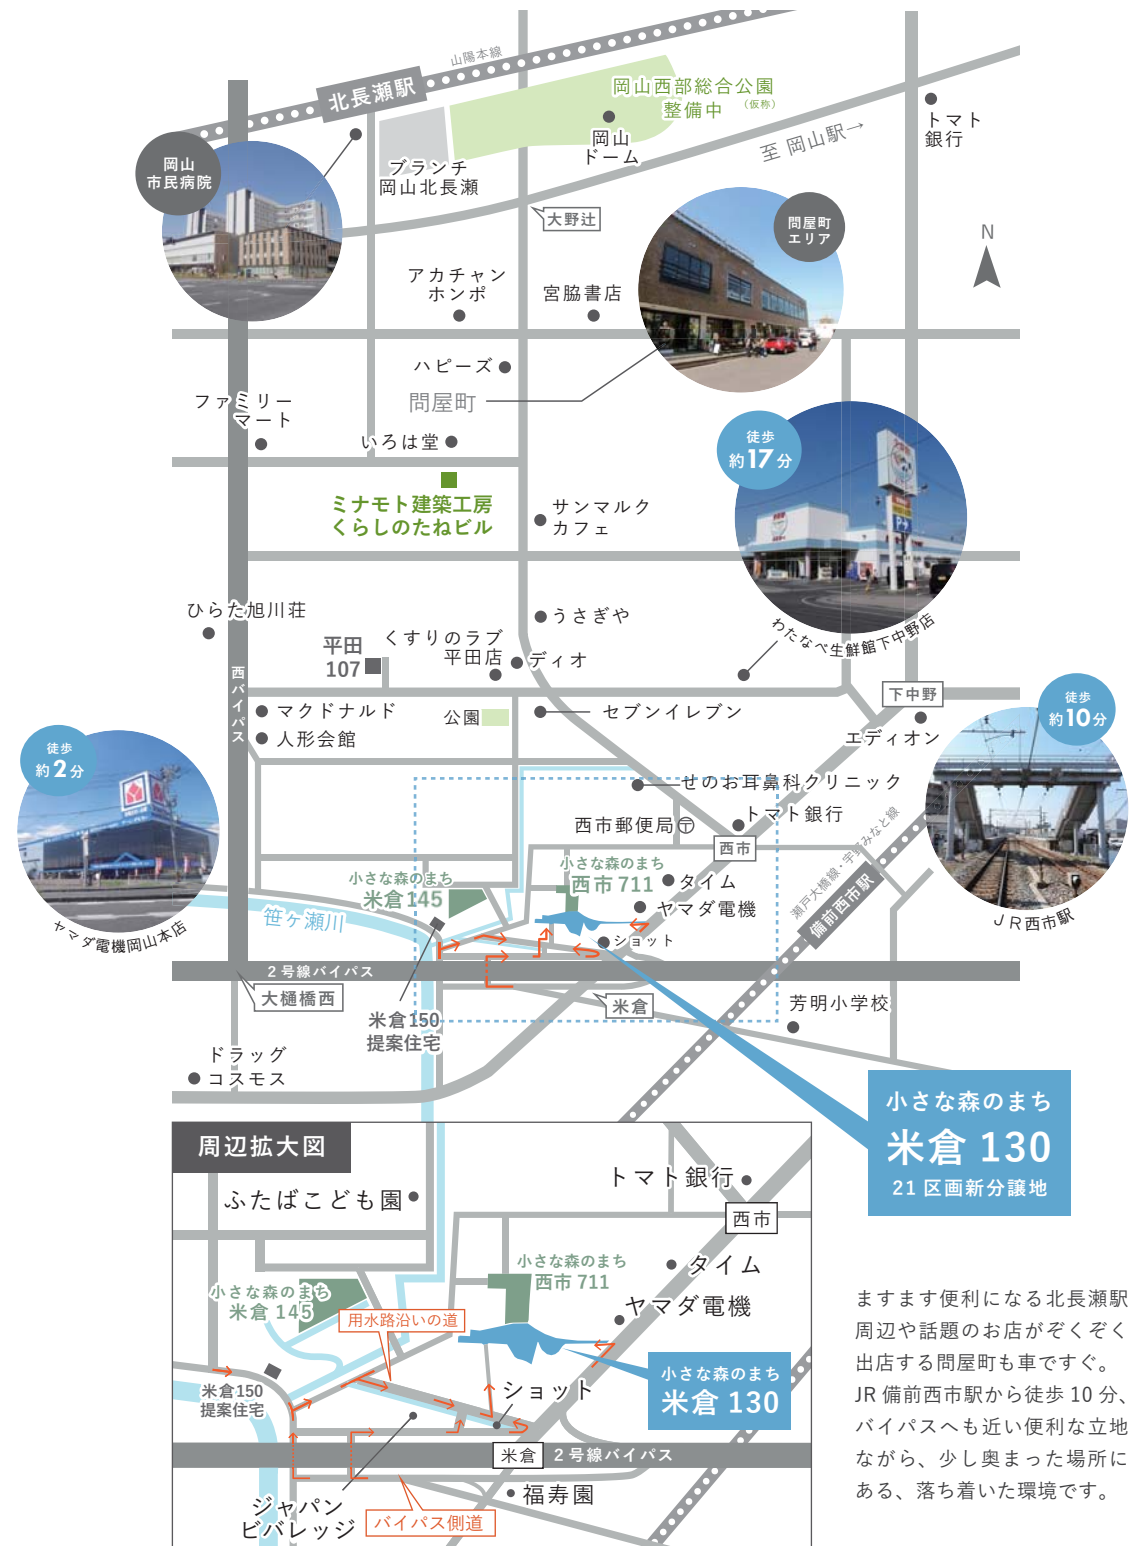 山陽本線
北長瀬駅
岡山西部総合公園
整備中 (仮称)
岡山
ドーム
トマト
銀行
至 岡山駅→
岡山
市民病院
ブランチ
岡山北長瀬
大野辻
問屋町
エリア
N
アカチャン
ホンポ
宮脇書店
ハピーズ
問屋町
ファミリー
マート
いろは堂
徒歩
約17分
ミナモト建築工房
くらしのたねビル
サンマルク
カフェ
ひらた旭川荘
うさぎや
わたなべ生鮮館下中野店
平田
107
くすりのラブ
平田店
ディオ
西バイパス
下中野
マクドナルド
公園
セブンイレブン
人形会館
エディオン
徒歩
約10分
徒歩
約2分
せのお耳鼻科クリニック
トマト銀行
西市郵便局〒
西市
瀬戸大橋線・宇野みなと線
備前西市駅
小さな森のまち
西市 711
タイム
小さな森のまち
米倉145
ヤマダ電機
笹ヶ瀬川
ヤマダ電機岡山本店
JR西市駅
ショット
2号線バイパス
大樋橋西
米倉
芳明小学校
米倉150
提案住宅
ドラッグ
コスモス
小さな森のまち
米倉 130
21区画新分譲地
周辺拡大図
ふたばこども園
トマト銀行
西市
小さな森のまち
西市 711
タイム
小さな森のまち
米倉 145
ヤマダ電機
用水路沿いの道
小さな森のまち
米倉 130
米倉150
提案住宅
ショット
米倉
2号線バイパス
福寿園
ジャパン
ビバレッジ
バイパス側道
ますます便利になる北長瀬駅
周辺や話題のお店がぞくぞく
出店する問屋町も車ですぐ。
JR備前西市駅から徒歩10分、
バイパスへも近い便利な立地
ながら、少し奥まった場所に
ある、落ち着いた環境です。